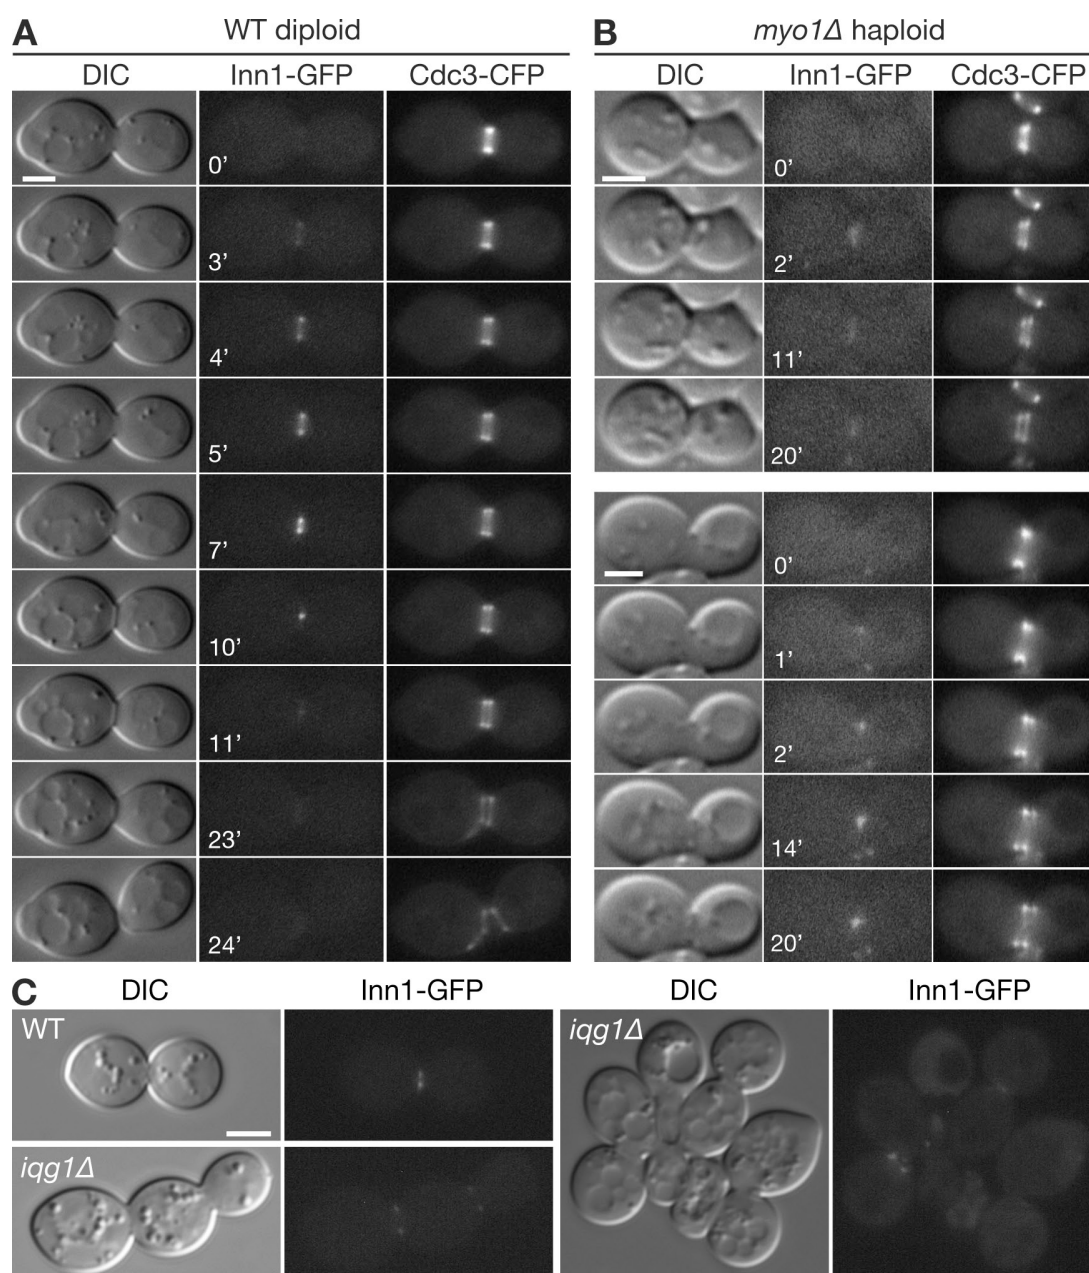 A
WT diploid
DIC Inn1-GFP Cdc3-CFP
0’
3’
4’
5’
7’
10’
11’
23’
24’
B
myo1Δ haploid
DIC Inn1-GFP Cdc3-CFP
0’
2’
11’
20’
0’
1’
2’
14’
20’
C
DIC Inn1-GFP DIC Inn1-GFP
WT
iqg1Δ
iqg1Δ